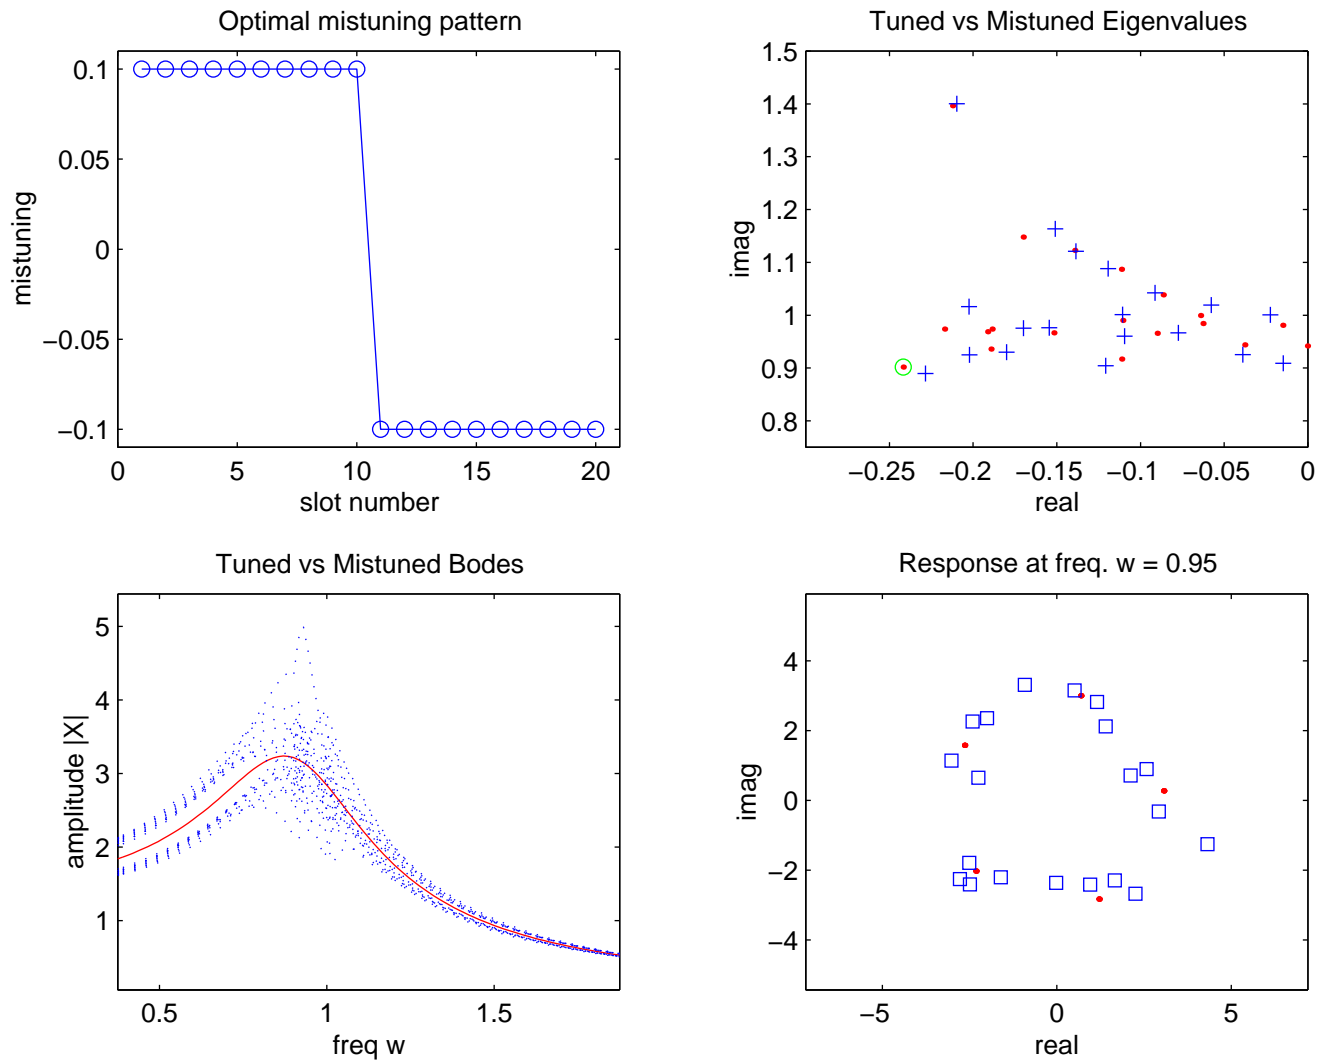 Optimal mistuning pattern
0.1
0.05
0
−0.05
−0.1
mistuning
0 5 10 15 20
slot number
Tuned vs Mistuned Eigenvalues
1.5
1.4
1.3
1.2
1.1
1
0.9
0.8
imag
−0.25 −0.2 −0.15 −0.1 −0.05 0
real
Tuned vs Mistuned Bodes
5
4
3
2
1
amplitude |X|
0.5 1 1.5
freq w
Response at freq. w = 0.95
4
2
0
−2
−4
imag
−5 0 5
real